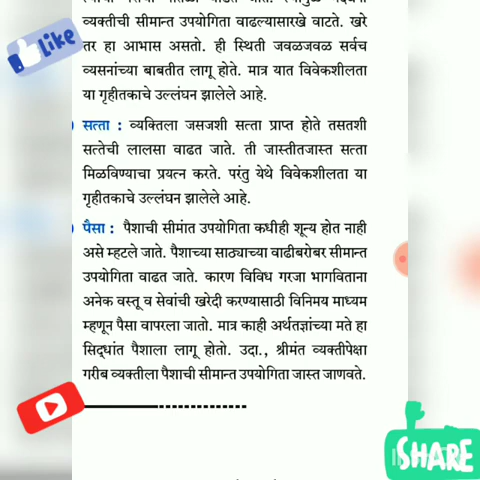 व्यक्तीची सीमान्त उपयोगिता वाढल्यासारखे वाटते. खरे
तर हा आभास असतो. ही स्थिती जवळजवळ सर्वच
व्यसनांच्या बाबतीत लागू होते. मात्र यात विवेकशीलता
या गृहीतकाचे उल्लंघन झालेले आहे.
सत्ता : व्यक्तिला जसजशी सत्ता प्राप्त होते तसतशी
सत्तेची लालसा वाढत जाते. ती जास्तीतजास्त सत्ता
मिळविण्याचा प्रयत्न करते. परंतु येथे विवेकशीलता या
गृहीतकाचे उल्लंघन झालेले आहे.
पैसा : पैशाची सीमांत उपयोगिता कधीही शून्य होत नाही
असे म्हटले जाते. पैशाच्या साठ्याच्या वाढीबरोबर सीमान्त
उपयोगिता वाढत जाते. कारण विविध गरजा भागविताना
अनेक वस्तू व सेवांची खरेदी करण्यासाठी विनिमय माध्यम
म्हणून पैसा वापरला जातो. मात्र काही अर्थतज्ञांच्या मते हा
सिद्धांत पैशाला लागू होतो. उदा., श्रीमंत व्यक्तीपेक्षा
गरीब व्यक्तीला पैशाची सीमान्त उपयोगिता जास्त जाणवते.
Like
SHARE